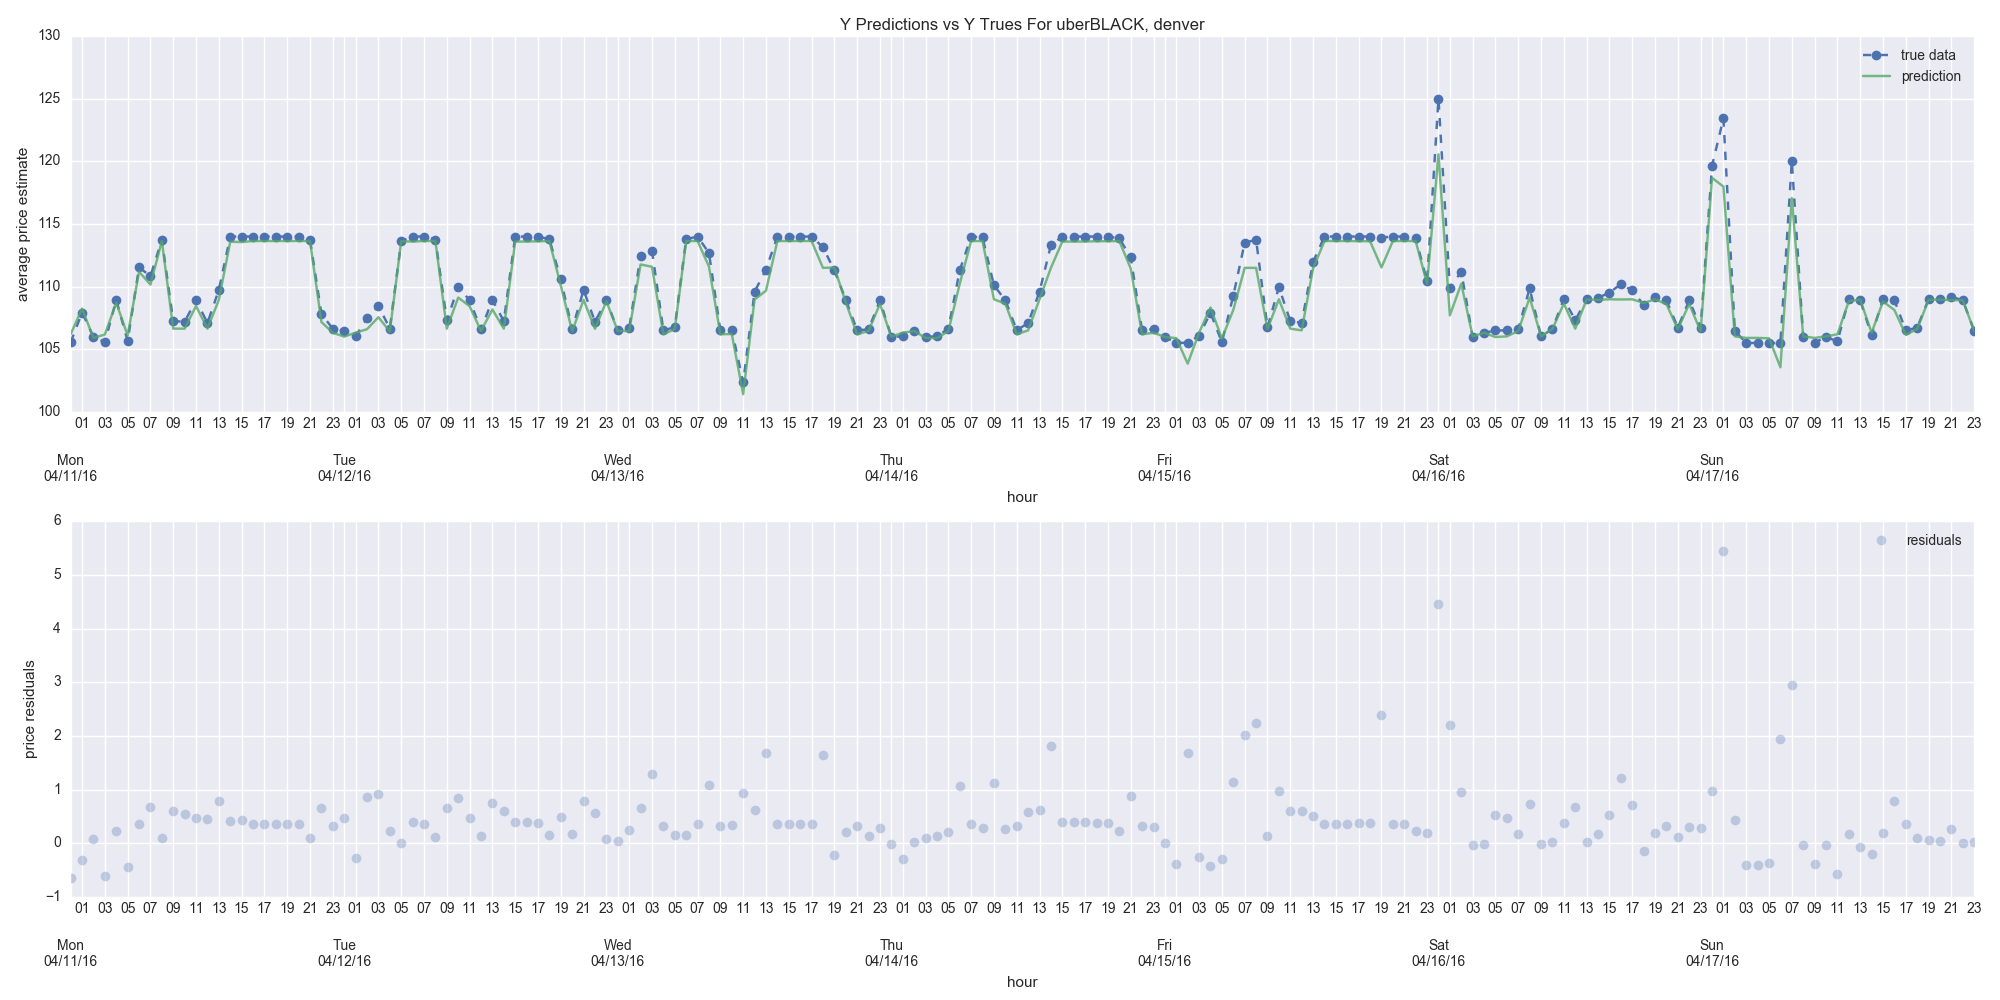 Y Predictions vs Y Trues For uberBLACK, denver
130
125
120
115
110
105
100
average price estimate
true data
prediction
01 03 05 07 09 11 13 15 17 19 21 23 01 03 05 07 09 11 13 15 17 19 21 23 01 03 05 07 09 11 13 15 17 19 21 23 01 03 05 07 09 11 13 15 17 19 21 23 01 03 05 07 09 11 13 15 17 19 21 23 01 03 05 07 09 11 13 15 17 19 21 23 01 03 05 07 09 11 13 15 17 19 21 23
Mon Tue Wed Thu Fri Sat Sun
04/11/16 04/12/16 04/13/16 04/14/16 04/15/16 04/16/16 04/17/16
hour
6
5
4
3
2
1
0
−1
price residuals
residuals
01 03 05 07 09 11 13 15 17 19 21 23 01 03 05 07 09 11 13 15 17 19 21 23 01 03 05 07 09 11 13 15 17 19 21 23 01 03 05 07 09 11 13 15 17 19 21 23 01 03 05 07 09 11 13 15 17 19 21 23 01 03 05 07 09 11 13 15 17 19 21 23 01 03 05 07 09 11 13 15 17 19 21 23
Mon Tue Wed Thu Fri Sat Sun
04/11/16 04/12/16 04/13/16 04/14/16 04/15/16 04/16/16 04/17/16
hour